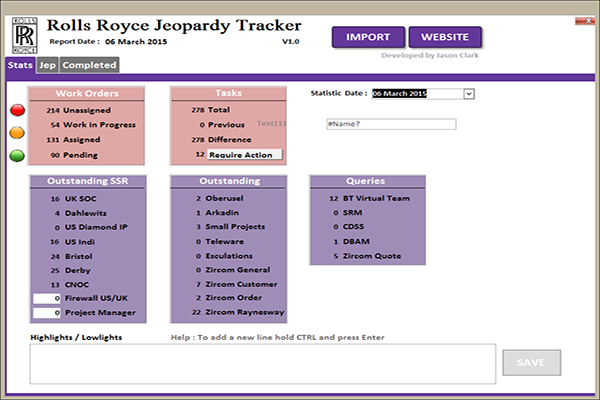 ROLLS
RR
ROYCE
Rolls Royce Jeopardy Tracker
Report Date : 06 March 2015
V1.0
IMPORT
WEBSITE
Developed by Jason Clark
Stats Jep Completed
Work Orders
214 Unassigned
54 Work in Progress
131 Assigned
90 Pending
Tasks
278 Total
0 Previous
Text111
278 Difference
12 Require Action
Statistic Date : 06 March 2015
#Name?
Outstanding SSR
16 UK SOC
4 Dahlewitz
0 US Diamond IP
16 US Indi
24 Bristol
25 Derby
13 CNOC
0 Firewall US/UK
0 Project Manager
Outstanding
2 Oberusel
1 Arkadin
3 Small Projects
0 Teleware
0 Esculations
0 Zircom General
7 Zircom Customer
2 Zircom Order
22 Zircom Raynesway
Queries
12 BT Virtual Team
0 SRM
0 CDSS
1 DBAM
5 Zircom Quote
Highlights / Lowlights
Help : To add a new line hold CTRL and press Enter
SAVE